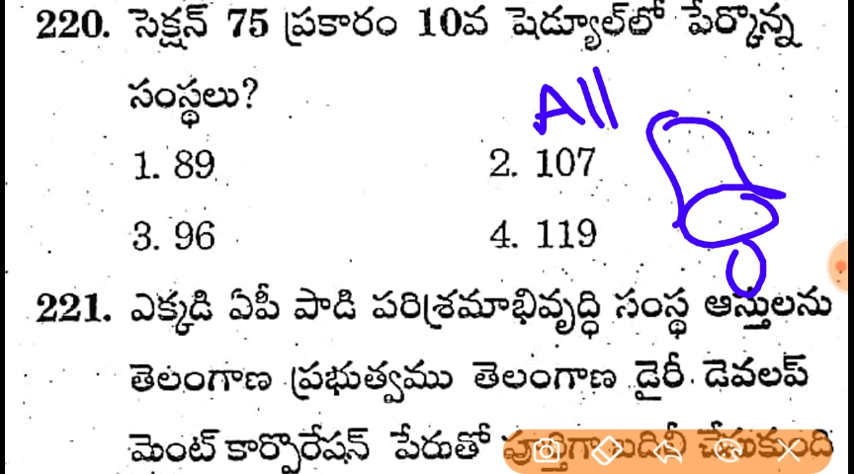 220. సెక్షన్ 75 ప్రకారం 10వ షెడ్యూల్‌లో పేర్కొన్న
సంస్థలు?
All
1. 89
2. 107
3. 96
4. 119
221. ఎక్కడి ఏపీ పాడి పరిశ్రమాభివృద్ధి సంస్థ ఆస్తులను
తెలంగాణ ప్రభుత్వము తెలంగాణ డైరీ డెవలప్
మెంట్ కార్పొరేషన్ పేరుతో పూర్తిగా బదిలీ చేసుకుంది